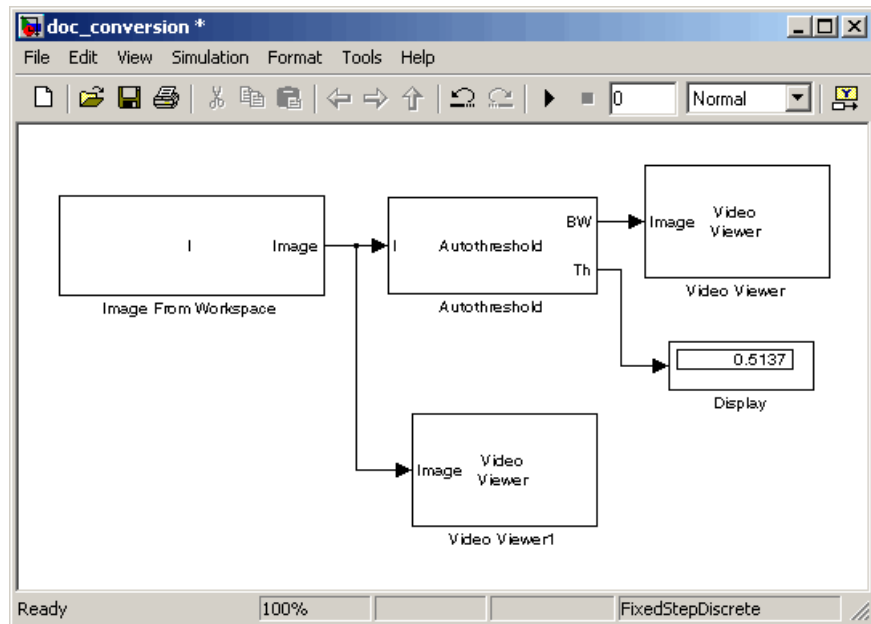 doc_conversion *
File Edit View Simulation Format Tools Help
0 Normal
I Image
Image From Workspace
I Autothreshold BW Th
Autothreshold
Image Video Viewer
Video Viewer
0.5137
Display
Image Video Viewer
Video Viewer1
Ready 100% FixedStepDiscrete